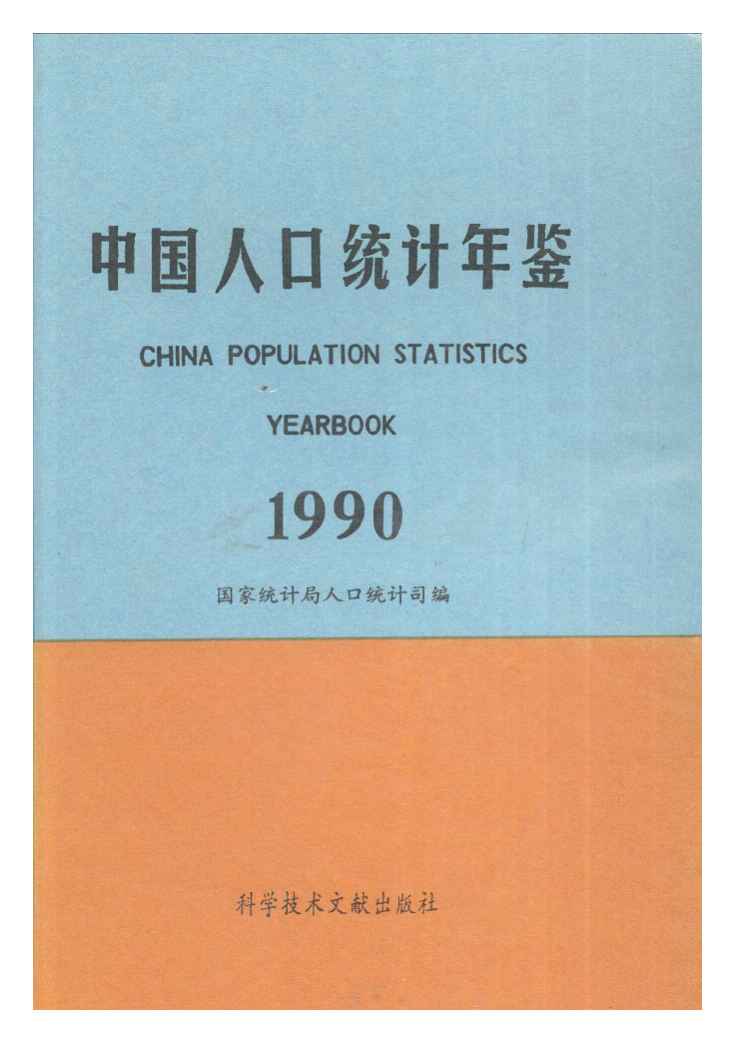 中国人口统计年鉴
CHINA POPULATION STATISTICS
YEARBOOK
1990
国家统计局人口统计司编
科学技术文献出版社